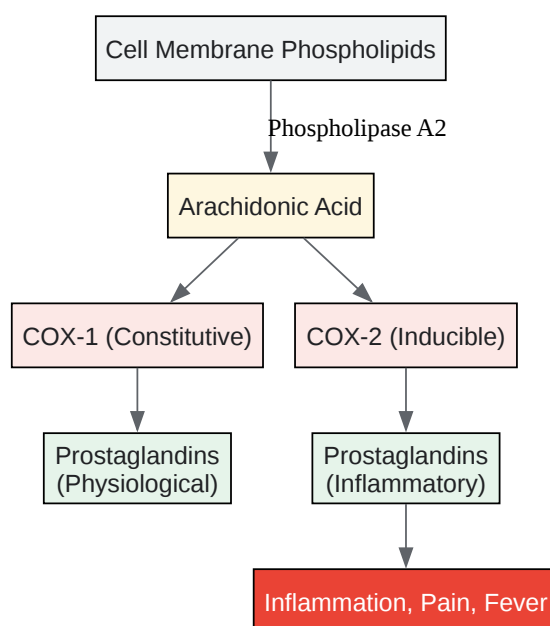 Cell Membrane Phospholipids
Phospholipase A2
Arachidonic Acid
COX-1 (Constitutive)
COX-2 (Inducible)
Prostaglandins
(Physiological)
Prostaglandins
(Inflammatory)
Inflammation, Pain, Fever